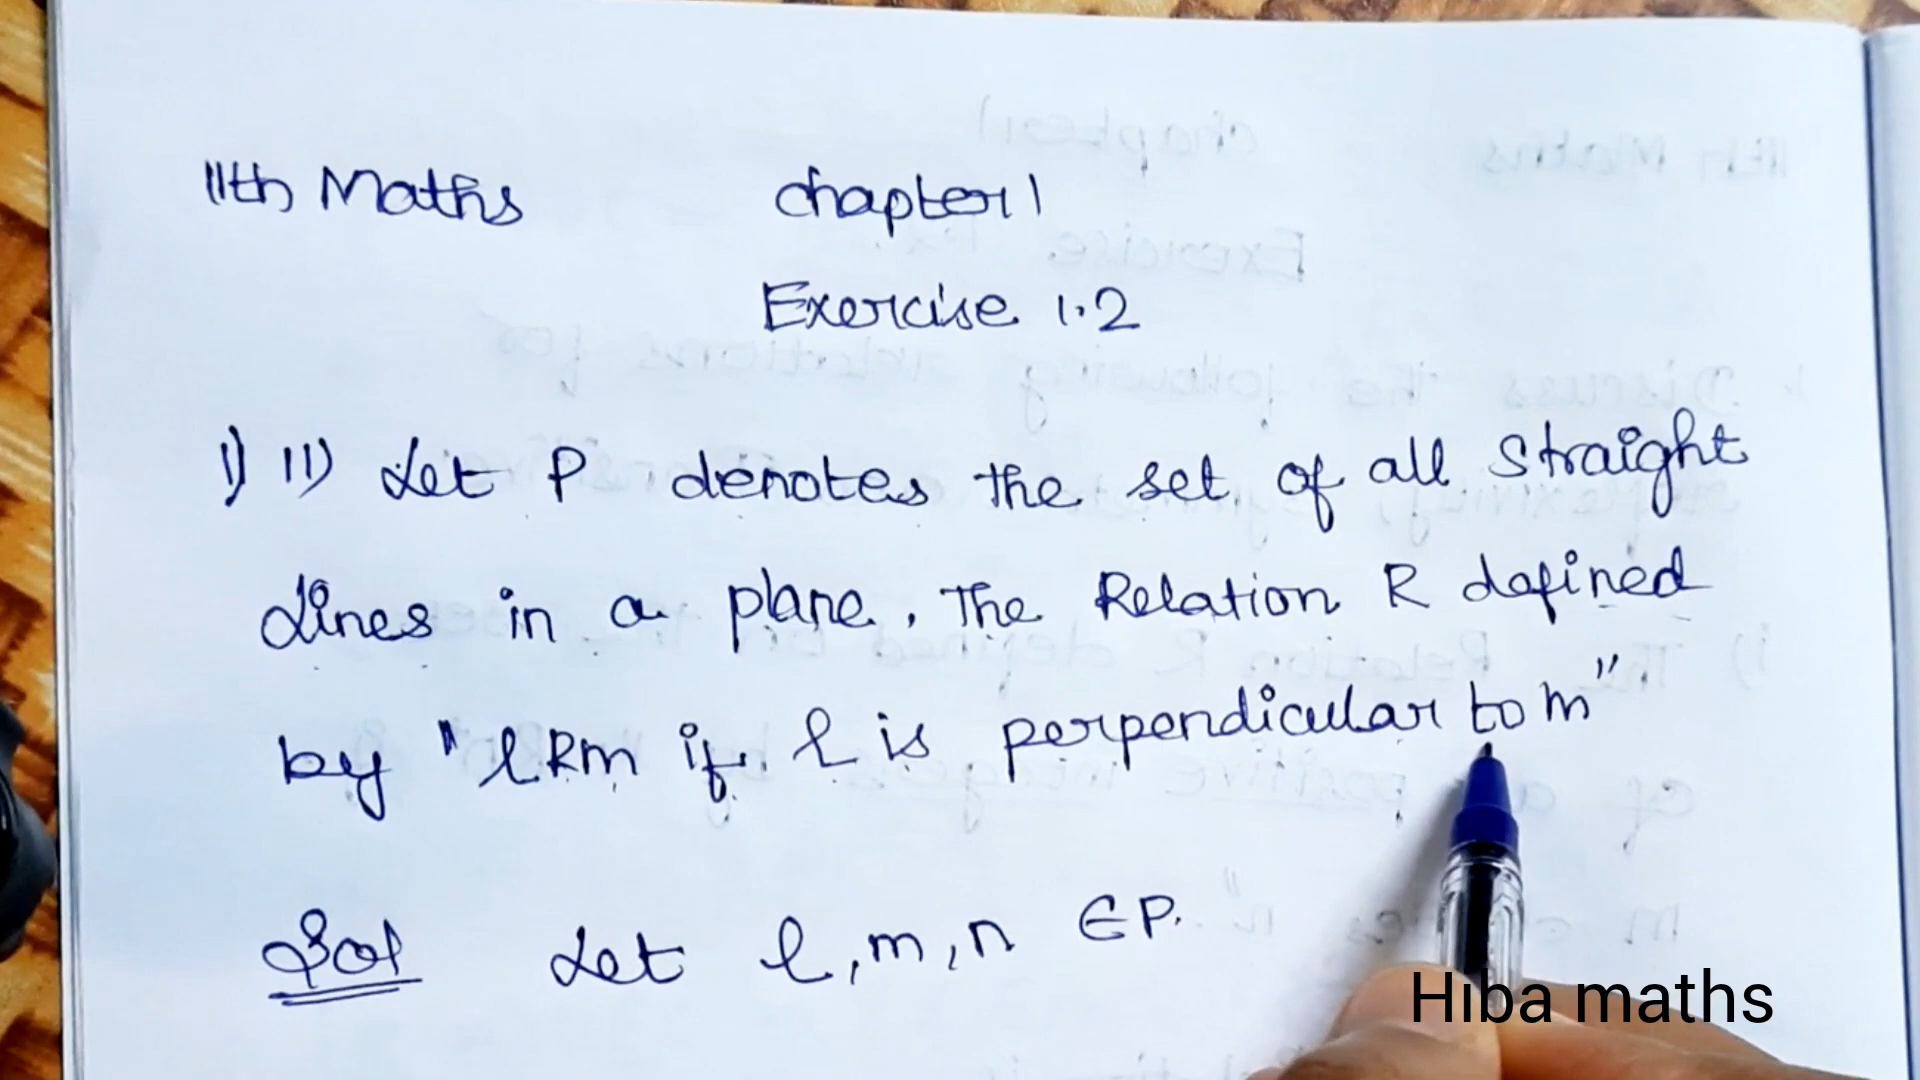 11th Maths chapter 1
Exercise 1.2
1) 11) Let P denotes the set of all straight
Lines in a plane. The Relation R defined
by "lRm if l is perpendicular to m"
Sol Let l, m, n ∈ P.
Hiba maths